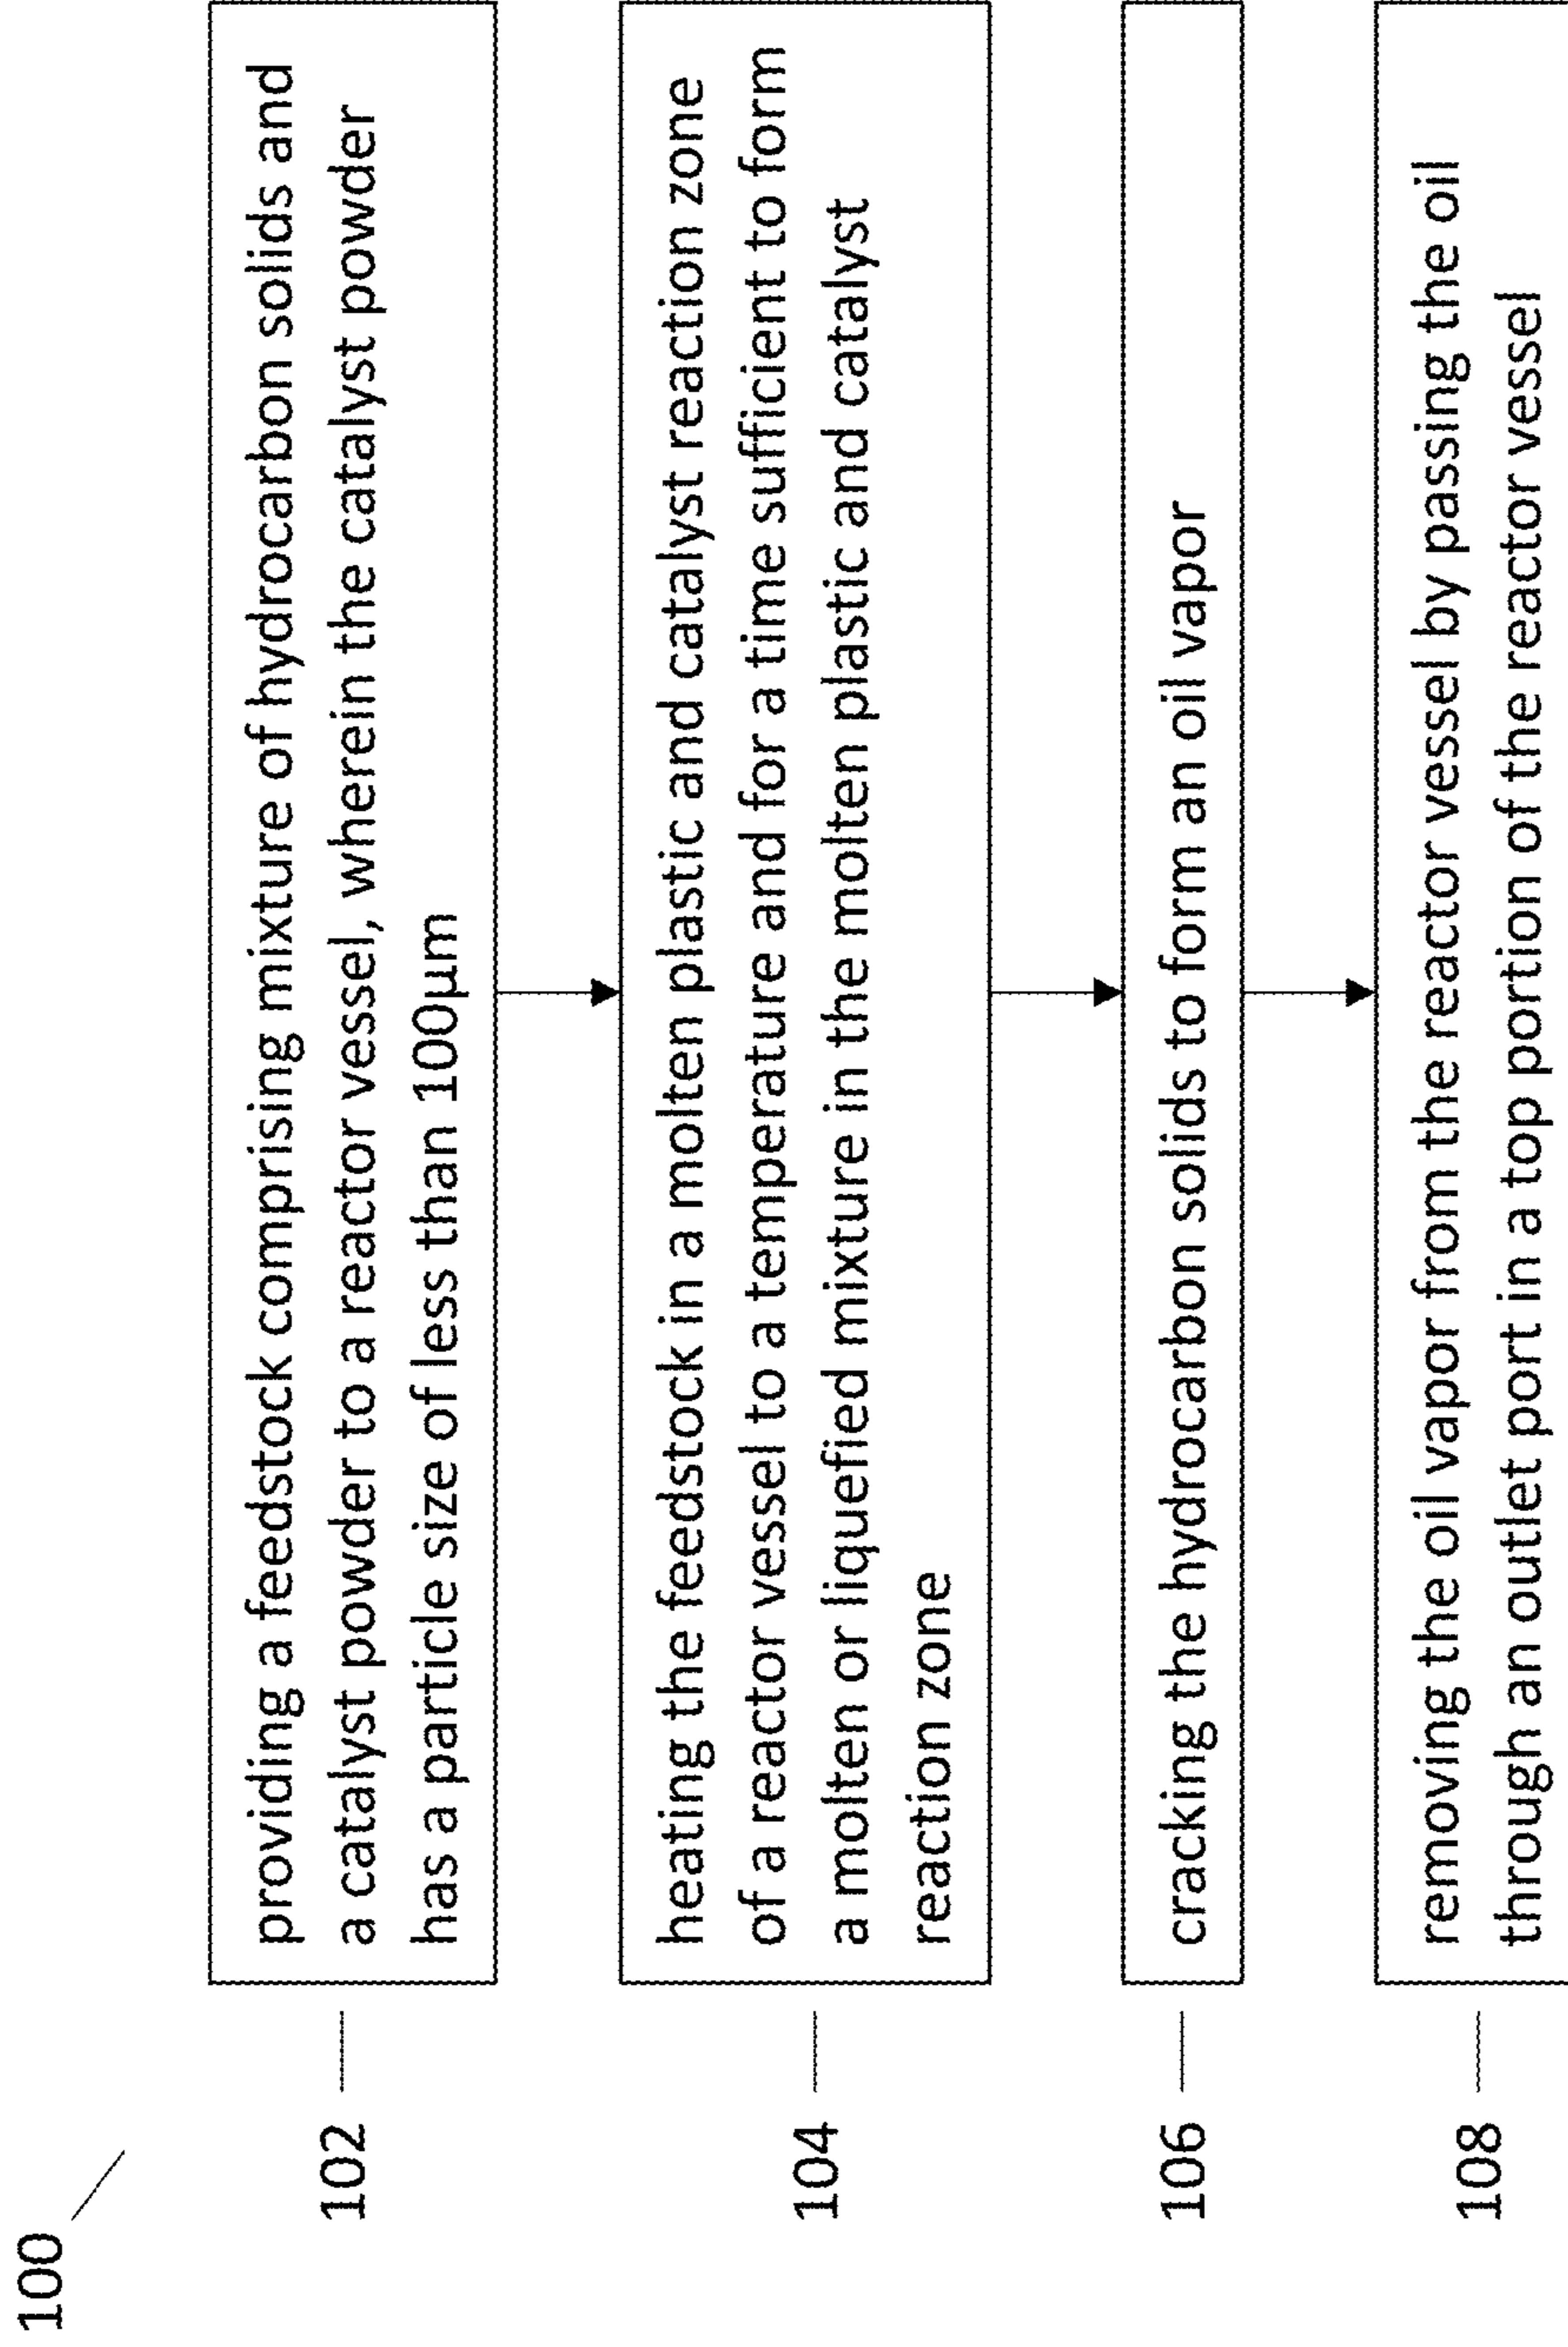 100
102
providing a feedstock comprising mixture of hydrocarbon solids and
a catalyst powder to a reactor vessel, wherein the catalyst powder
has a particle size of less than 100µm
104
heating the feedstock in a molten plastic and catalyst reaction zone
of a reactor vessel to a temperature and for a time sufficient to form
a molten or liquefied mixture in the molten plastic and catalyst
reaction zone
106
cracking the hydrocarbon solids to form an oil vapor
108
removing the oil vapor from the reactor vessel by passing the oil
through an outlet port in a top portion of the reactor vessel